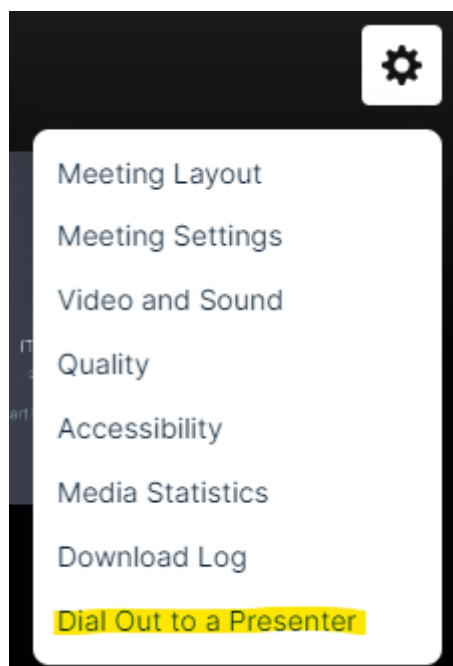 Meeting Layout
Meeting Settings
Video and Sound
Quality
Accessibility
Media Statistics
Download Log
Dial Out to a Presenter